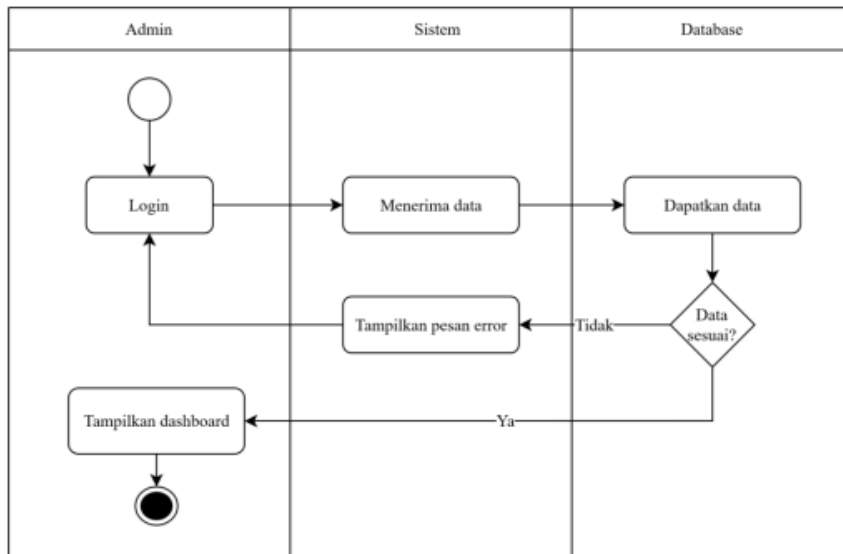 Admin
Sistem
Database
Login
Menerima data
Dapatkan data
Tampilkan pesan error
Tidak
Data
sesuai?
Tampilkan dashboard
Ya